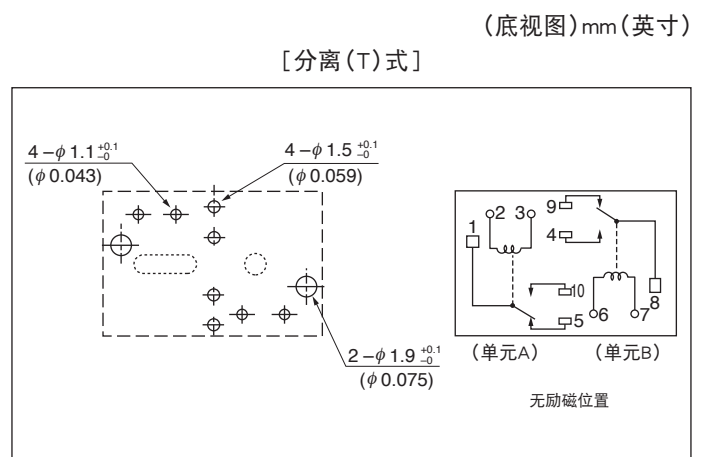 (底视图)mm(英寸)
[分离(T)式]
4－φ1.1 +0.1 −0
(φ0.043)
4－φ1.5 +0.1 −0
(φ0.059)
2－φ1.9 +0.1 −0
(φ0.075)
1
2
3
9
4
10
5
6
7
8
(单元A)
(单元B)
无励磁位置